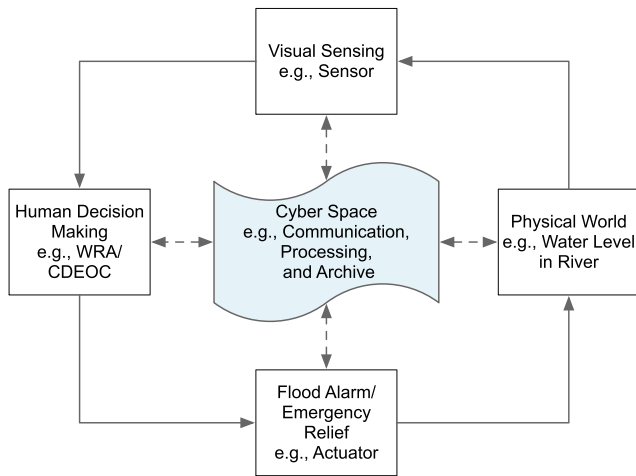 Visual Sensing
e.g., Sensor
Human Decision
Making
e.g., WRA/
CDEOC
Cyber Space
e.g., Communication,
Processing,
and Archive
Physical World
e.g., Water Level
in River
Flood Alarm/
Emergency
Relief
e.g., Actuator